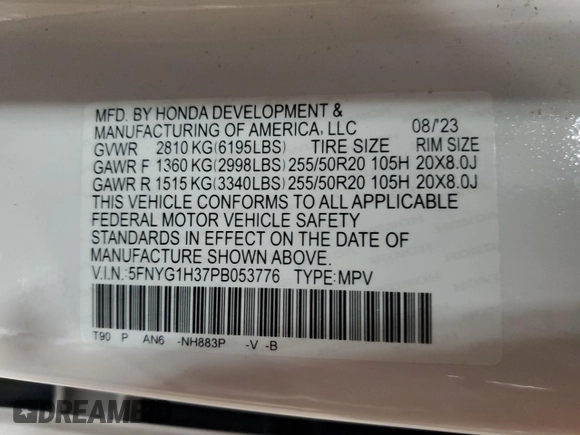 MFD. BY HONDA DEVELOPMENT &
MANUFACTURING OF AMERICA, LLC 08/'23
GVWR 2810 KG(6195LBS) TIRE SIZE RIM SIZE
GAWR F 1360 KG(2998LBS) 255/50R20 105H 20X8.0J
GAWR R 1515 KG(3340LBS) 255/50R20 105H 20X8.0J
THIS VEHICLE CONFORMS TO ALL APPLICABLE
FEDERAL MOTOR VEHICLE SAFETY
STANDARDS IN EFFECT ON THE DATE OF
MANUFACTURE SHOWN ABOVE.
V.I.N.:5FNYG1H37PB053776 TYPE:MPV
T90 P AN6 -NH883P -V -B